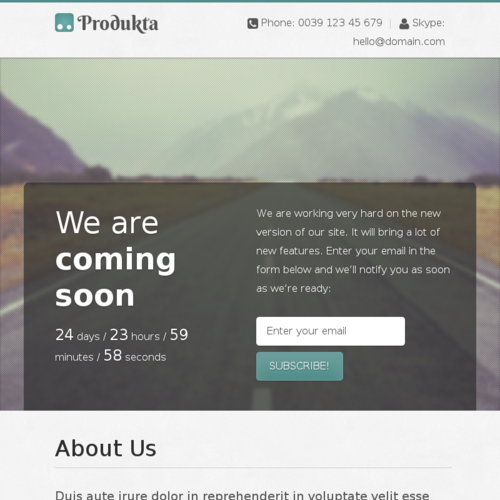 Produkta
Phone: 0039 123 45 679 | Skype:
hello@domain.com
We are
coming
soon
24 days / 23 hours / 59
minutes / 58 seconds
We are working very hard on the new
version of our site. It will bring a lot of
new features. Enter your email in the
form below and we'll notify you as soon
as we're ready:
Enter your email
SUBSCRIBE!
About Us
Duis aute irure dolor in reprehenderit in voluptate velit esse